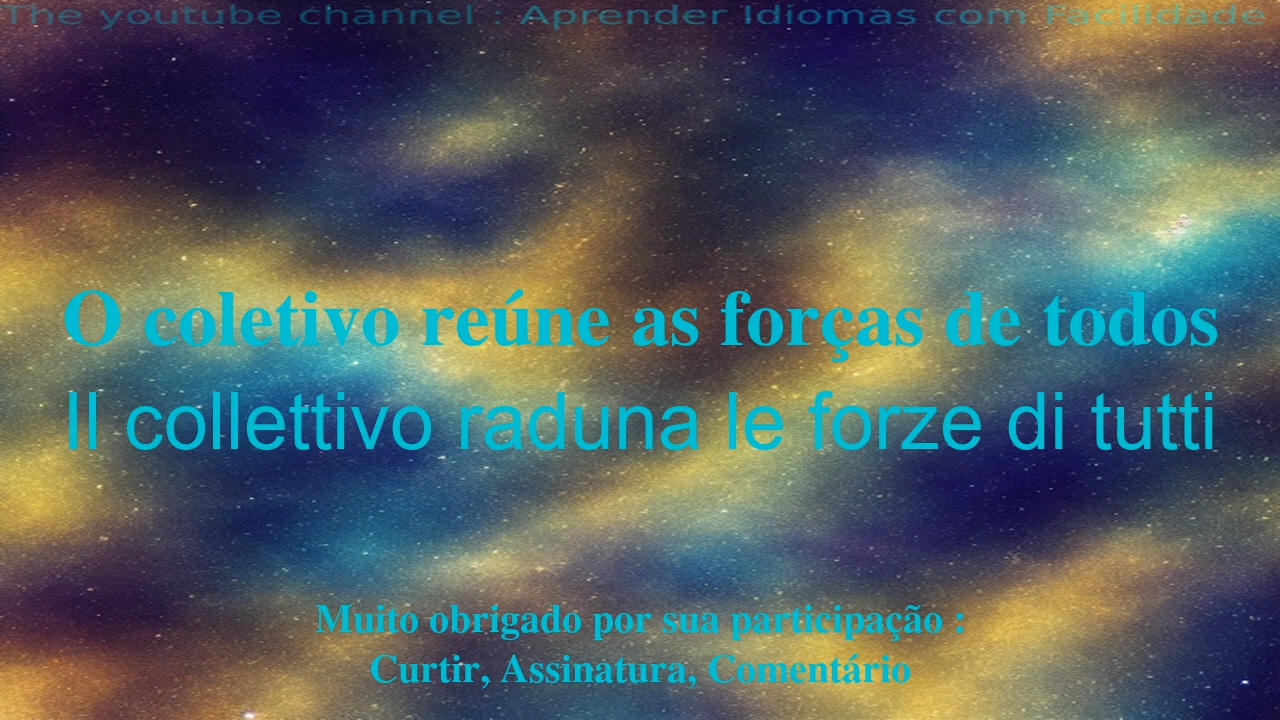 The youtube channel : Aprender Idiomas com Facilidade
O coletivo reúne as forças de todos
Il collettivo raduna le forze di tutti
Muito obrigado por sua participação :
Curtir, Assinatura, Comentário